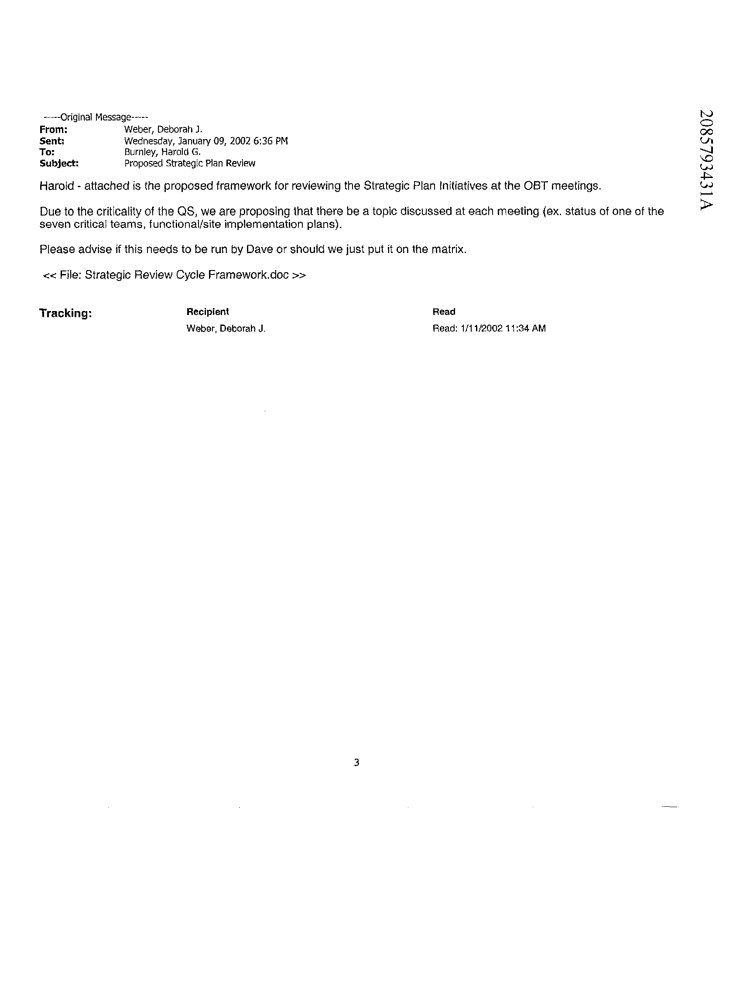 -----Original Message-----
From: Weber, Deborah J.
Sent: Wednesday, January 09, 2002 6:36 PM
To: Burnley, Harold G.
Subject: Proposed Strategic Plan Review
Harold - attached is the proposed framework for reviewing the Strategic Plan Initiatives at the OBT meetings.
Due to the criticality of the QS, we are proposing that there be a topic discussed at each meeting (ex. status of one of the
seven critical teams, functional/site implementation plans).
Please advise if this needs to be run by Dave or should we just put it on the matrix.
<< File: Strategic Review Cycle Framework.doc >>
Tracking: Recipient Read
Weber, Deborah J. Read: 1/11/2002 11:34 AM
3
2085793431A